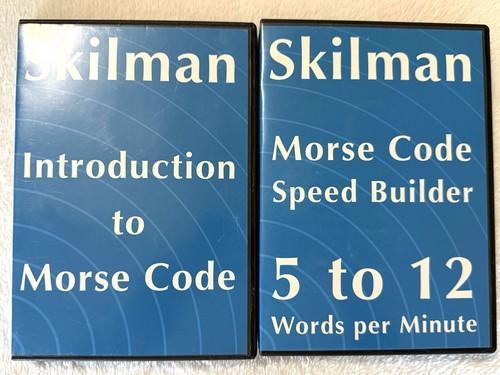 Skilman
Introduction
to
Morse Code
Skilman
Morse Code
Speed Builder
5 to 12
Words per Minute